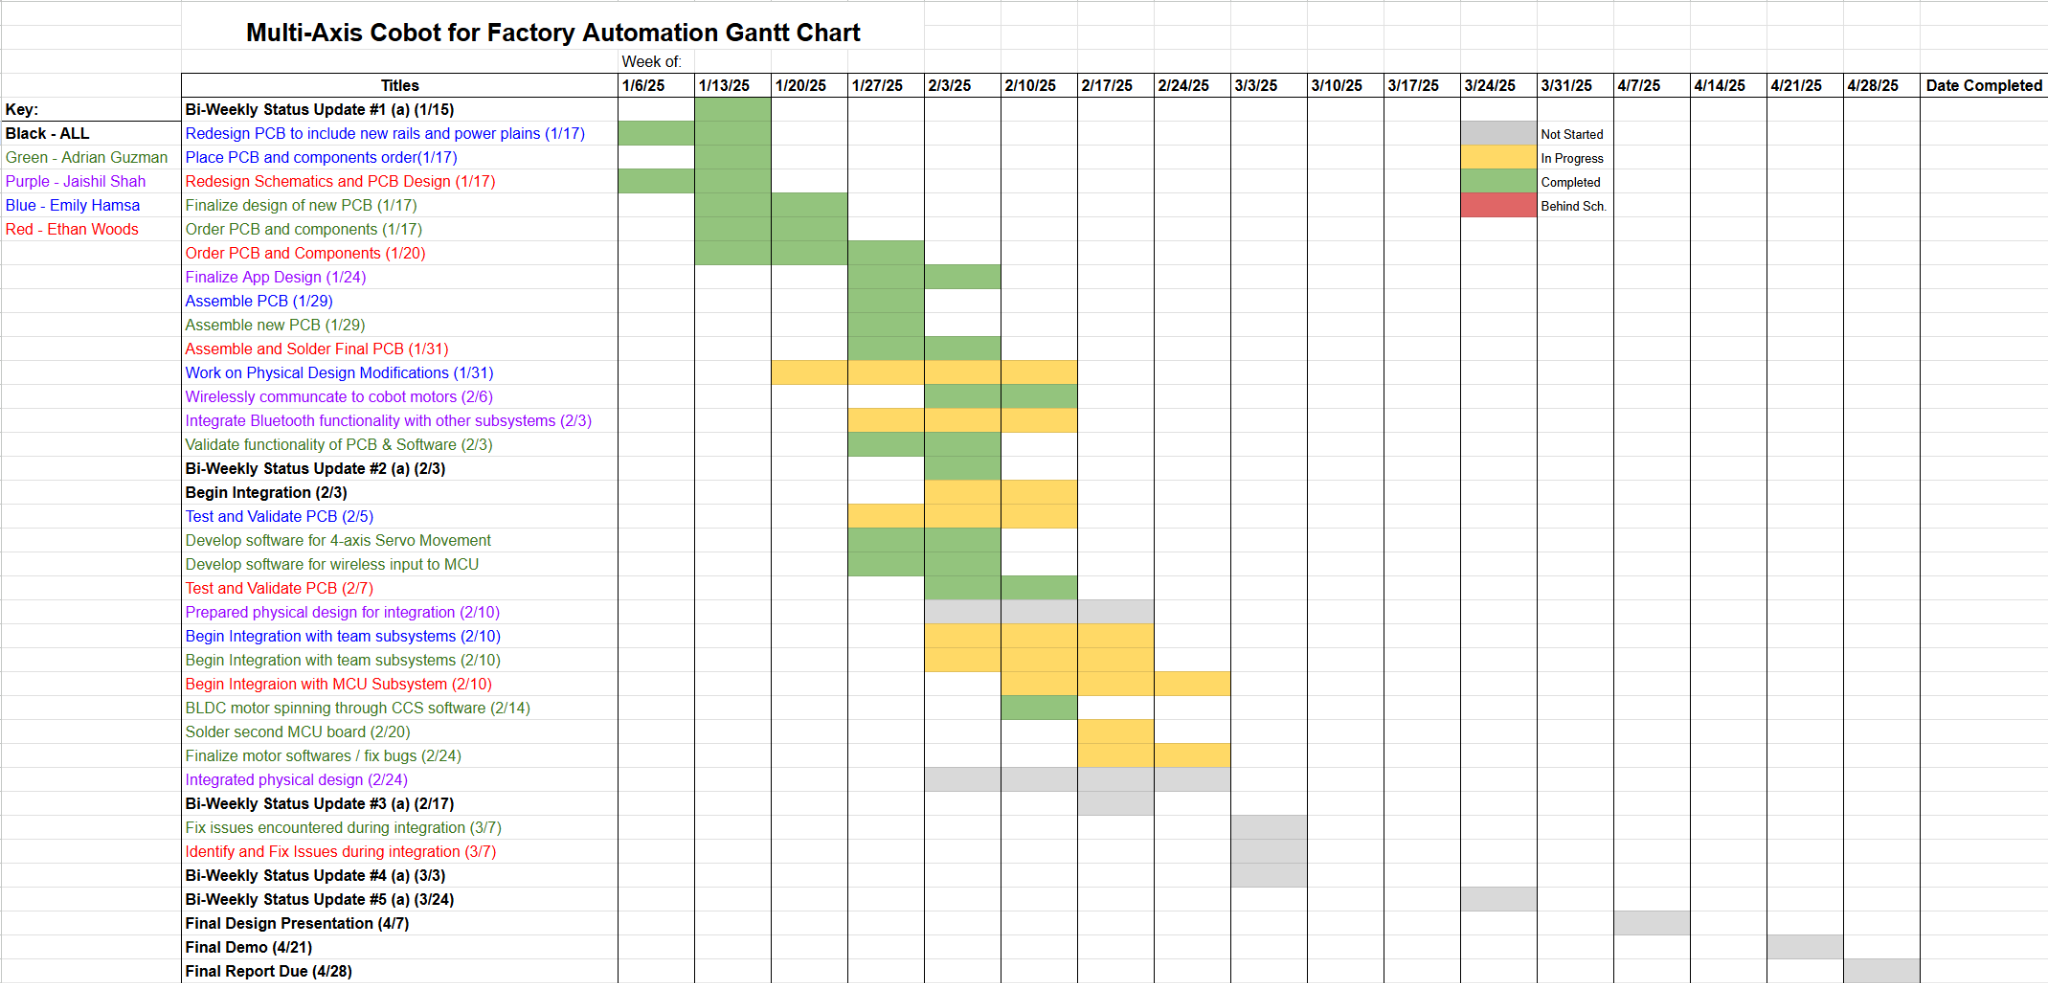 Multi-Axis Cobot for Factory Automation Gantt Chart
Week of:
Titles 1/6/25 1/13/25 1/20/25 1/27/25 2/3/25 2/10/25 2/17/25 2/24/25 3/3/25 3/10/25 3/17/25 3/24/25 3/31/25 4/7/25 4/14/25 4/21/25 4/28/25 Date Completed
Key: Bi-Weekly Status Update #1 (a) (1/15)
Black - ALL Redesign PCB to include new rails and power plains (1/17) Not Started
Green - Adrian Guzman Place PCB and components order(1/17) In Progress
Purple - Jaishil Shah Redesign Schematics and PCB Design (1/17) Completed
Blue - Emily Hamsa Finalize design of new PCB (1/17) Behind Sch.
Red - Ethan Woods Order PCB and components (1/17)
Order PCB and Components (1/20)
Finalize App Design (1/24)
Assemble PCB (1/29)
Assemble new PCB (1/29)
Assemble and Solder Final PCB (1/31)
Work on Physical Design Modifications (1/31)
Wirelessly communcate to cobot motors (2/6)
Integrate Bluetooth functionality with other subsystems (2/3)
Validate functionality of PCB & Software (2/3)
Bi-Weekly Status Update #2 (a) (2/3)
Begin Integration (2/3)
Test and Validate PCB (2/5)
Develop software for 4-axis Servo Movement
Develop software for wireless input to MCU
Test and Validate PCB (2/7)
Prepared physical design for integration (2/10)
Begin Integration with team subsystems (2/10)
Begin Integration with team subsystems (2/10)
Begin Integraion with MCU Subsystem (2/10)
BLDC motor spinning through CCS software (2/14)
Solder second MCU board (2/20)
Finalize motor softwares / fix bugs (2/24)
Integrated physical design (2/24)
Bi-Weekly Status Update #3 (a) (2/17)
Fix issues encountered during integration (3/7)
Identify and Fix Issues during integration (3/7)
Bi-Weekly Status Update #4 (a) (3/3)
Bi-Weekly Status Update #5 (a) (3/24)
Final Design Presentation (4/7)
Final Demo (4/21)
Final Report Due (4/28)